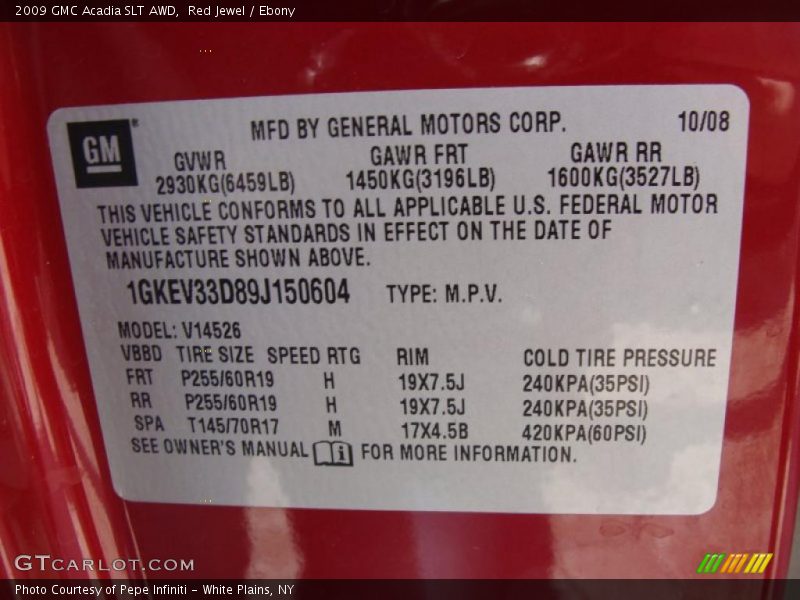 2009 GMC Acadia SLT AWD,  Red Jewel / Ebony
GM
MFD BY GENERAL MOTORS CORP. 10/08
GVWR GAWR FRT GAWR RR
2930KG(6459LB) 1450KG(3196LB) 1600KG(3527LB)
THIS VEHICLE CONFORMS TO ALL APPLICABLE U.S. FEDERAL MOTOR
VEHICLE SAFETY STANDARDS IN EFFECT ON THE DATE OF
MANUFACTURE SHOWN ABOVE.
1GKEV33D89J150604 TYPE: M.P.V.
MODEL: V14526
VBBD TIRE SIZE SPEED RTG RIM COLD TIRE PRESSURE
FRT P255/60R19 H 19X7.5J 240KPA(35PSI)
RR P255/60R19 H 19X7.5J 240KPA(35PSI)
SPA T145/70R17 M 17X4.5B 420KPA(60PSI)
SEE OWNER'S MANUAL i FOR MORE INFORMATION.
GTCARLOT.COM
Photo Courtesy of Pepe Infiniti - White Plains, NY